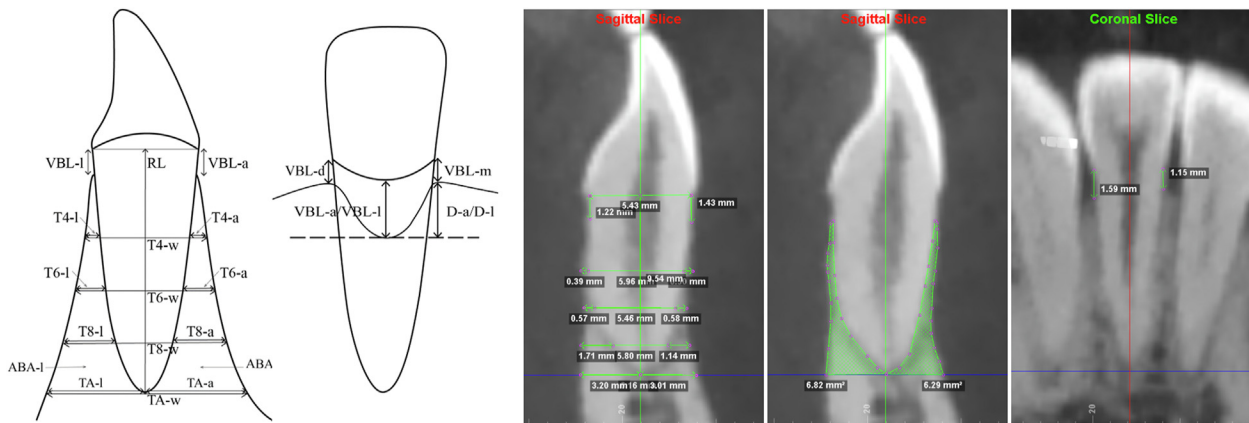 VBL-l
RL
VBL-a
T4-l
T4-a
T4-w
T6-l
T6-a
T6-w
T8-l
T8-a
T8-w
ABA-l
ABA
TA-l
TA-a
TA-w
VBL-d
VBL-m
VBL-a/VBL-l
D-a/D-l
Sagittal Slice
5.43 mm
1.22 mm
1.43 mm
9.54 mm
0.39 mm
5.96 mm
0.57 mm
5.46 mm
0.58 mm
1.71 mm
5.80 mm
1.14 mm
3.20 mm
3.01 mm
20
Sagittal Slice
6.82 mm²
6.29 mm²
20
Coronal Slice
1.59 mm
1.15 mm
20